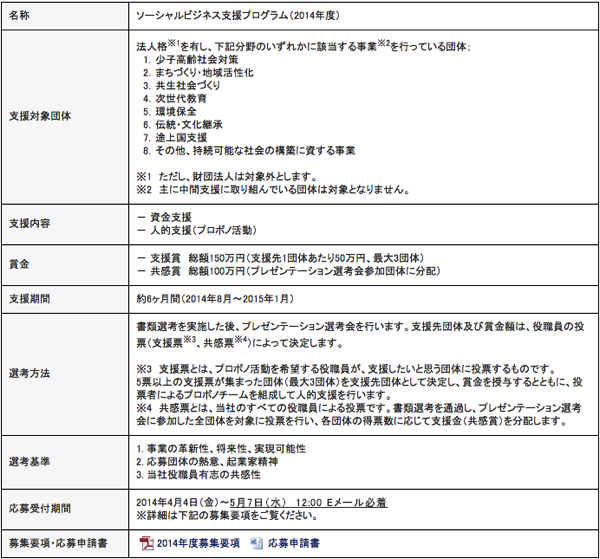 名称
ソーシャルビジネス支援プログラム（2014年度）
支援対象団体
法人格※1を有し、下記分野のいずれかに該当する事業※2を行っている団体；
1. 少子高齢社会対策
2. まちづくり・地域活性化
3. 共生社会づくり
4. 次世代教育
5. 環境保全
6. 伝統・文化継承
7. 途上国支援
8. その他、持続可能な社会の構築に資する事業
※1　ただし、財団法人は対象外とします。
※2　主に中間支援に取り組んでいる団体は対象となりません。
支援内容
－ 資金支援
－ 人的支援（プロボノ活動）
賞金
－ 支援賞　総額150万円（支援先1団体あたり50万円、最大3団体）
－ 共感賞　総額100万円（プレゼンテーション選考会参加団体に分配）
支援期間
約6ヶ月間（2014年8月～2015年1月）
選考方法
書類選考を実施した後、プレゼンテーション選考会を行います。支援先団体及び賞金額は、役職員の投
票（支援票※3、共感票※4）によって決定します。
※3　支援票とは、プロボノ活動を希望する役職員が、支援したいと思う団体に投票するものです。
5票以上の支援票が集まった団体（最大3団体）を支援先団体として決定し、賞金を授与するとともに、投
票者によるプロボノチームを組成して人的支援を行います。
※4　共感票とは、当社のすべての役職員による投票です。書類選考を通過し、プレゼンテーション選考
会に参加した全団体を対象に投票を行い、各団体の得票数に応じて支援金（共感賞）を分配します。
選考基準
1. 事業の革新性、将来性、実現可能性
2. 応募団体の熱意、起業家精神
3. 当社役職員有志の共感性
応募受付期間
2014年4月4日（金）～5月7日（水）　12:00 Eメール必着
※詳細は下記の募集要項をご覧ください。
募集要項・応募申請書
2014年度募集要項　応募申請書